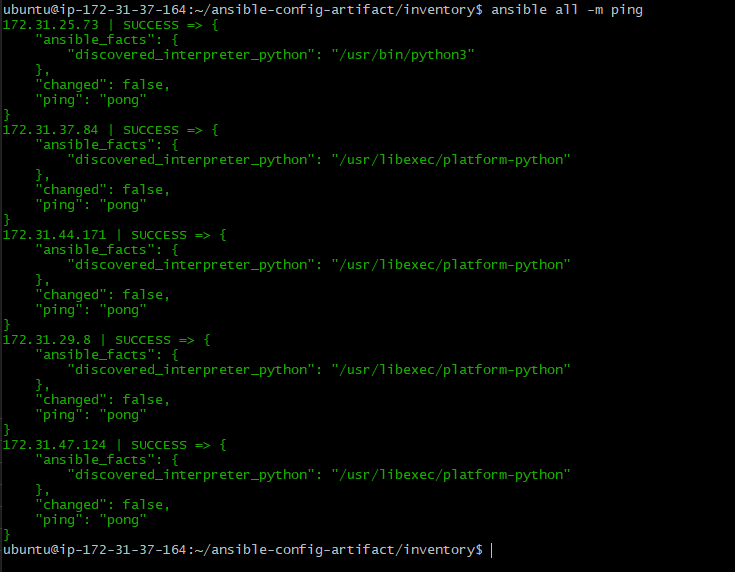 ubuntu@ip-172-31-37-164:~/ansible-config-artifact/inventory$ ansible all -m ping
172.31.25.73 | SUCCESS => {
    "ansible_facts": {
        "discovered_interpreter_python": "/usr/bin/python3"
    },
    "changed": false,
    "ping": "pong"
}
172.31.37.84 | SUCCESS => {
    "ansible_facts": {
        "discovered_interpreter_python": "/usr/libexec/platform-python"
    },
    "changed": false,
    "ping": "pong"
}
172.31.44.171 | SUCCESS => {
    "ansible_facts": {
        "discovered_interpreter_python": "/usr/libexec/platform-python"
    },
    "changed": false,
    "ping": "pong"
}
172.31.29.8 | SUCCESS => {
    "ansible_facts": {
        "discovered_interpreter_python": "/usr/libexec/platform-python"
    },
    "changed": false,
    "ping": "pong"
}
172.31.47.124 | SUCCESS => {
    "ansible_facts": {
        "discovered_interpreter_python": "/usr/libexec/platform-python"
    },
    "changed": false,
    "ping": "pong"
}
ubuntu@ip-172-31-37-164:~/ansible-config-artifact/inventory$